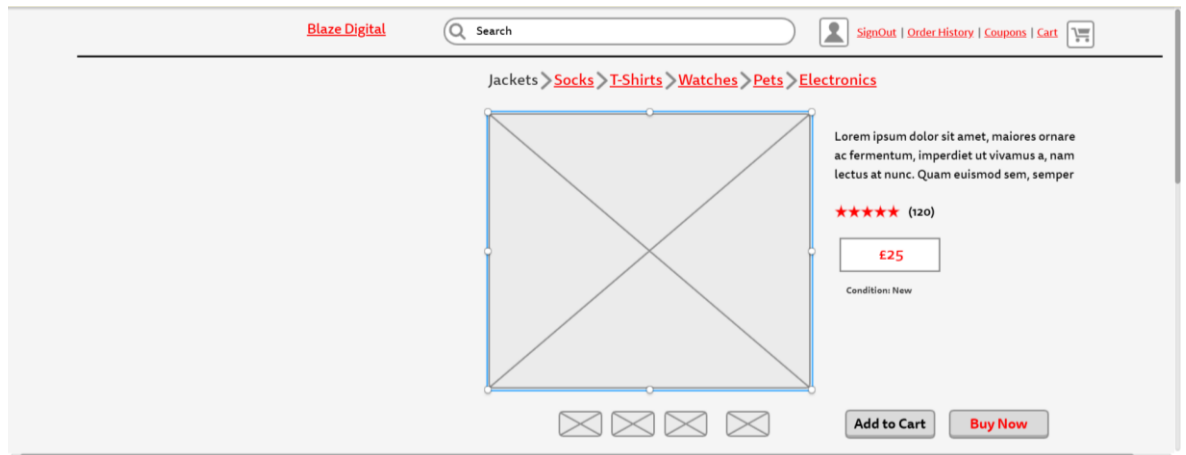 Blaze Digital Search SignOut | Order History | Coupons | Cart
Jackets Socks T-Shirts Watches Pets Electronics
Lorem ipsum dolor sit amet, maiores ornare
ac fermentum, imperdiet ut vivamus a, nam
lectus at nunc. Quam euismod sem, semper
(120)
£25
Condition: New
Add to Cart Buy Now